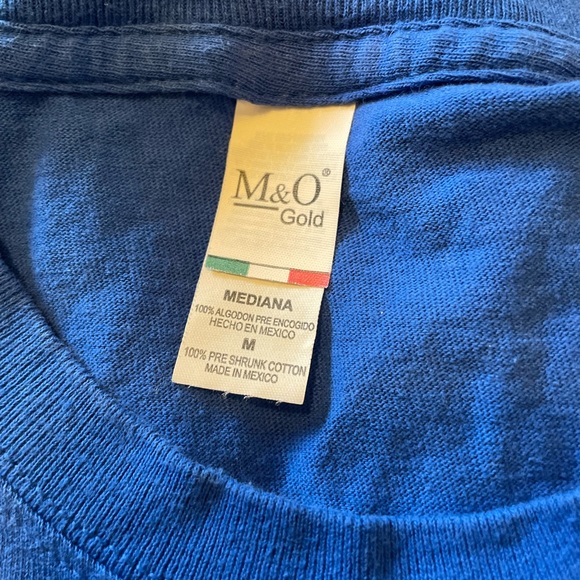 M&O®
Gold
MEDIANA
100% ALGODON PRE ENCOGIDO
HECHO EN MEXICO
M
100% PRE SHRUNK COTTON
MADE IN MEXICO